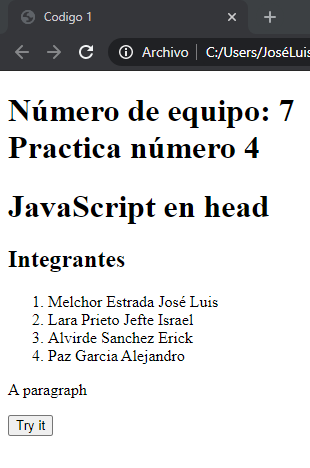 Codigo 1
Archivo | C:/Users/JoséLuis
Número de equipo: 7
Practica número 4
JavaScript en head
Integrantes
1. Melchor Estrada José Luis
2. Lara Prieto Jefte Israel
3. Alvirde Sanchez Erick
4. Paz Garcia Alejandro
A paragraph
Try it